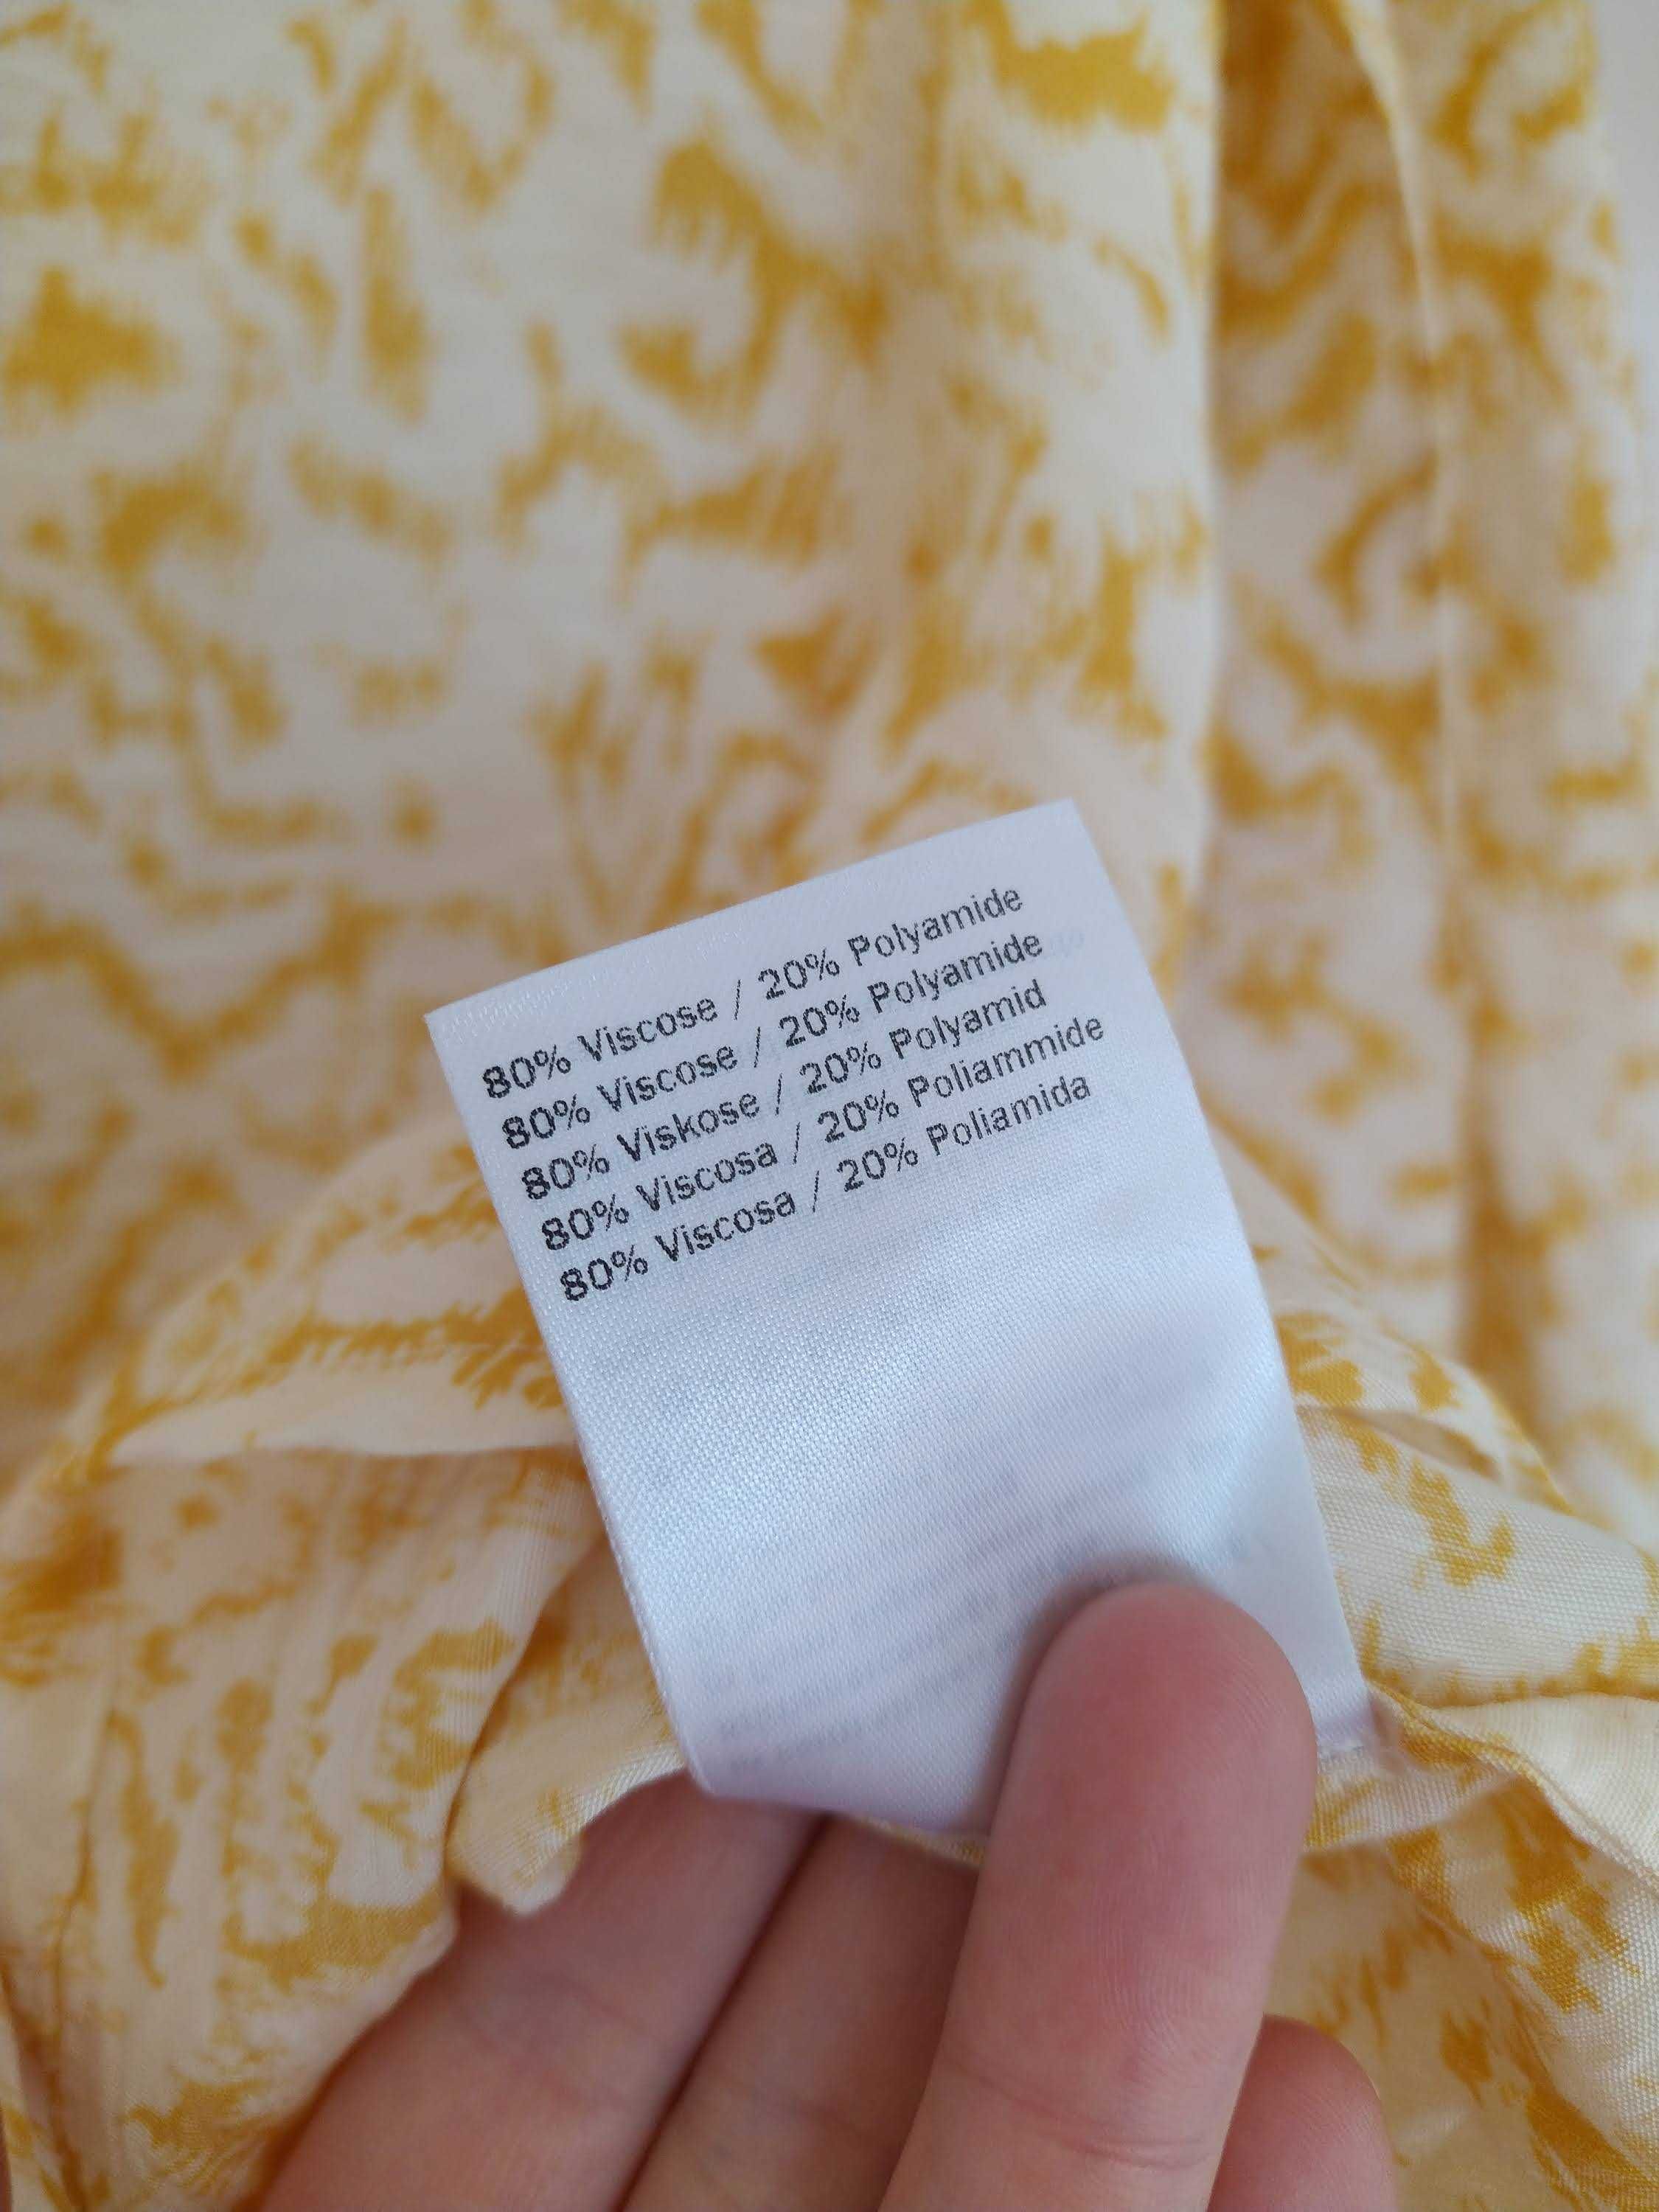 80% Viscose / 20% Polyamide
80% Viscose / 20% Polyamide
80% Viskose / 20% Polyamid
80% Viscosa / 20% Poliammide
80% Viscosa / 20% Poliamida